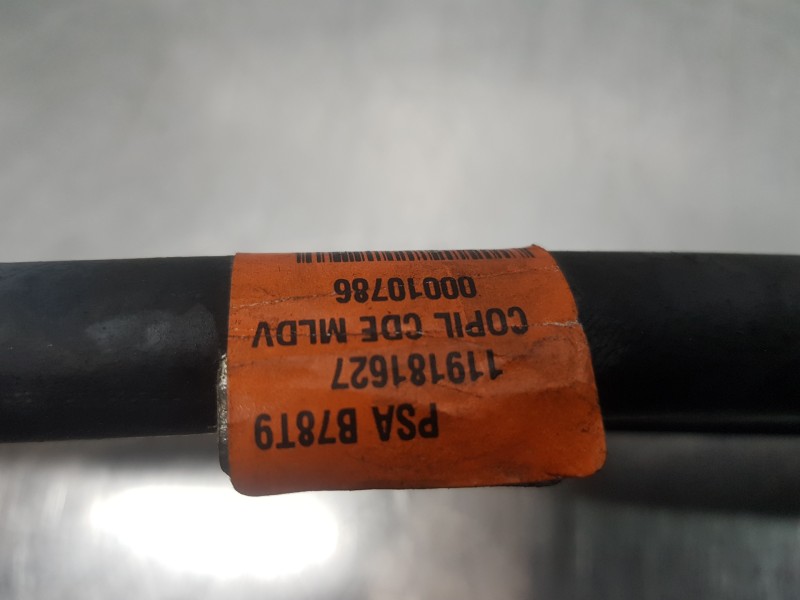 PSA B78T9
119181627
COPIL CDE MLDV
00010786